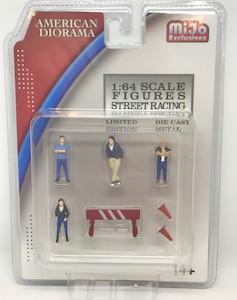 AMERICAN
DIORAMA
MiJo
Exclusives
1:64 SCALE
FIGURES
STREET RACING
LIMITED
EDITION
DIE CAST
METAL
14+